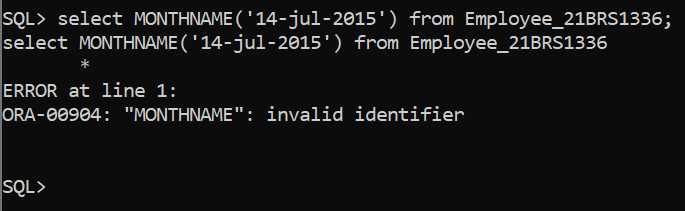 SQL> select MONTHNAME('14-jul-2015') from Employee_21BRS1336;
select MONTHNAME('14-jul-2015') from Employee_21BRS1336
*
ERROR at line 1:
ORA-00904: "MONTHNAME": invalid identifier
SQL>